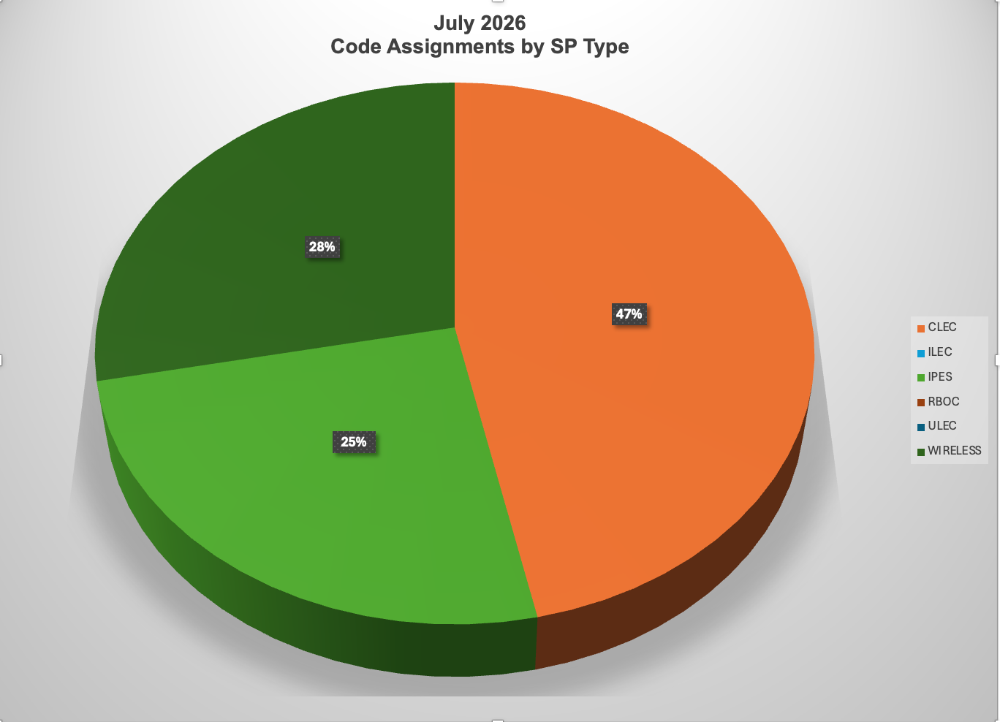 July 2026
Code Assignments by SP Type
28%
47%
25%
CLEC
ILEC
IPES
RBOC
ULEC
WIRELESS